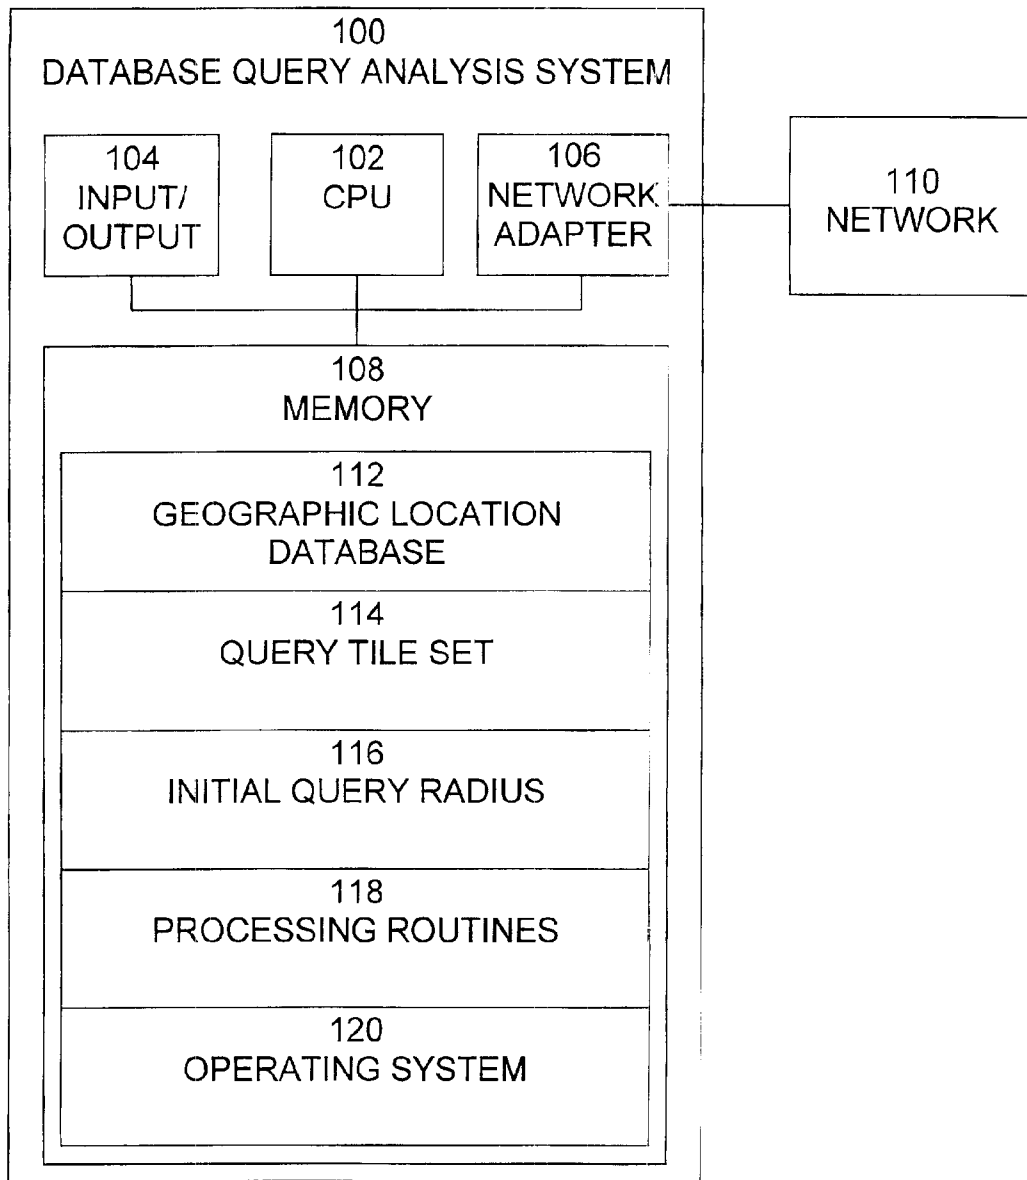 100
DATABASE QUERY ANALYSIS SYSTEM
104
INPUT/
OUTPUT
102
CPU
106
NETWORK
ADAPTER
110
NETWORK
108
MEMORY
112
GEOGRAPHIC LOCATION
DATABASE
114
QUERY TILE SET
116
INITIAL QUERY RADIUS
118
PROCESSING ROUTINES
120
OPERATING SYSTEM